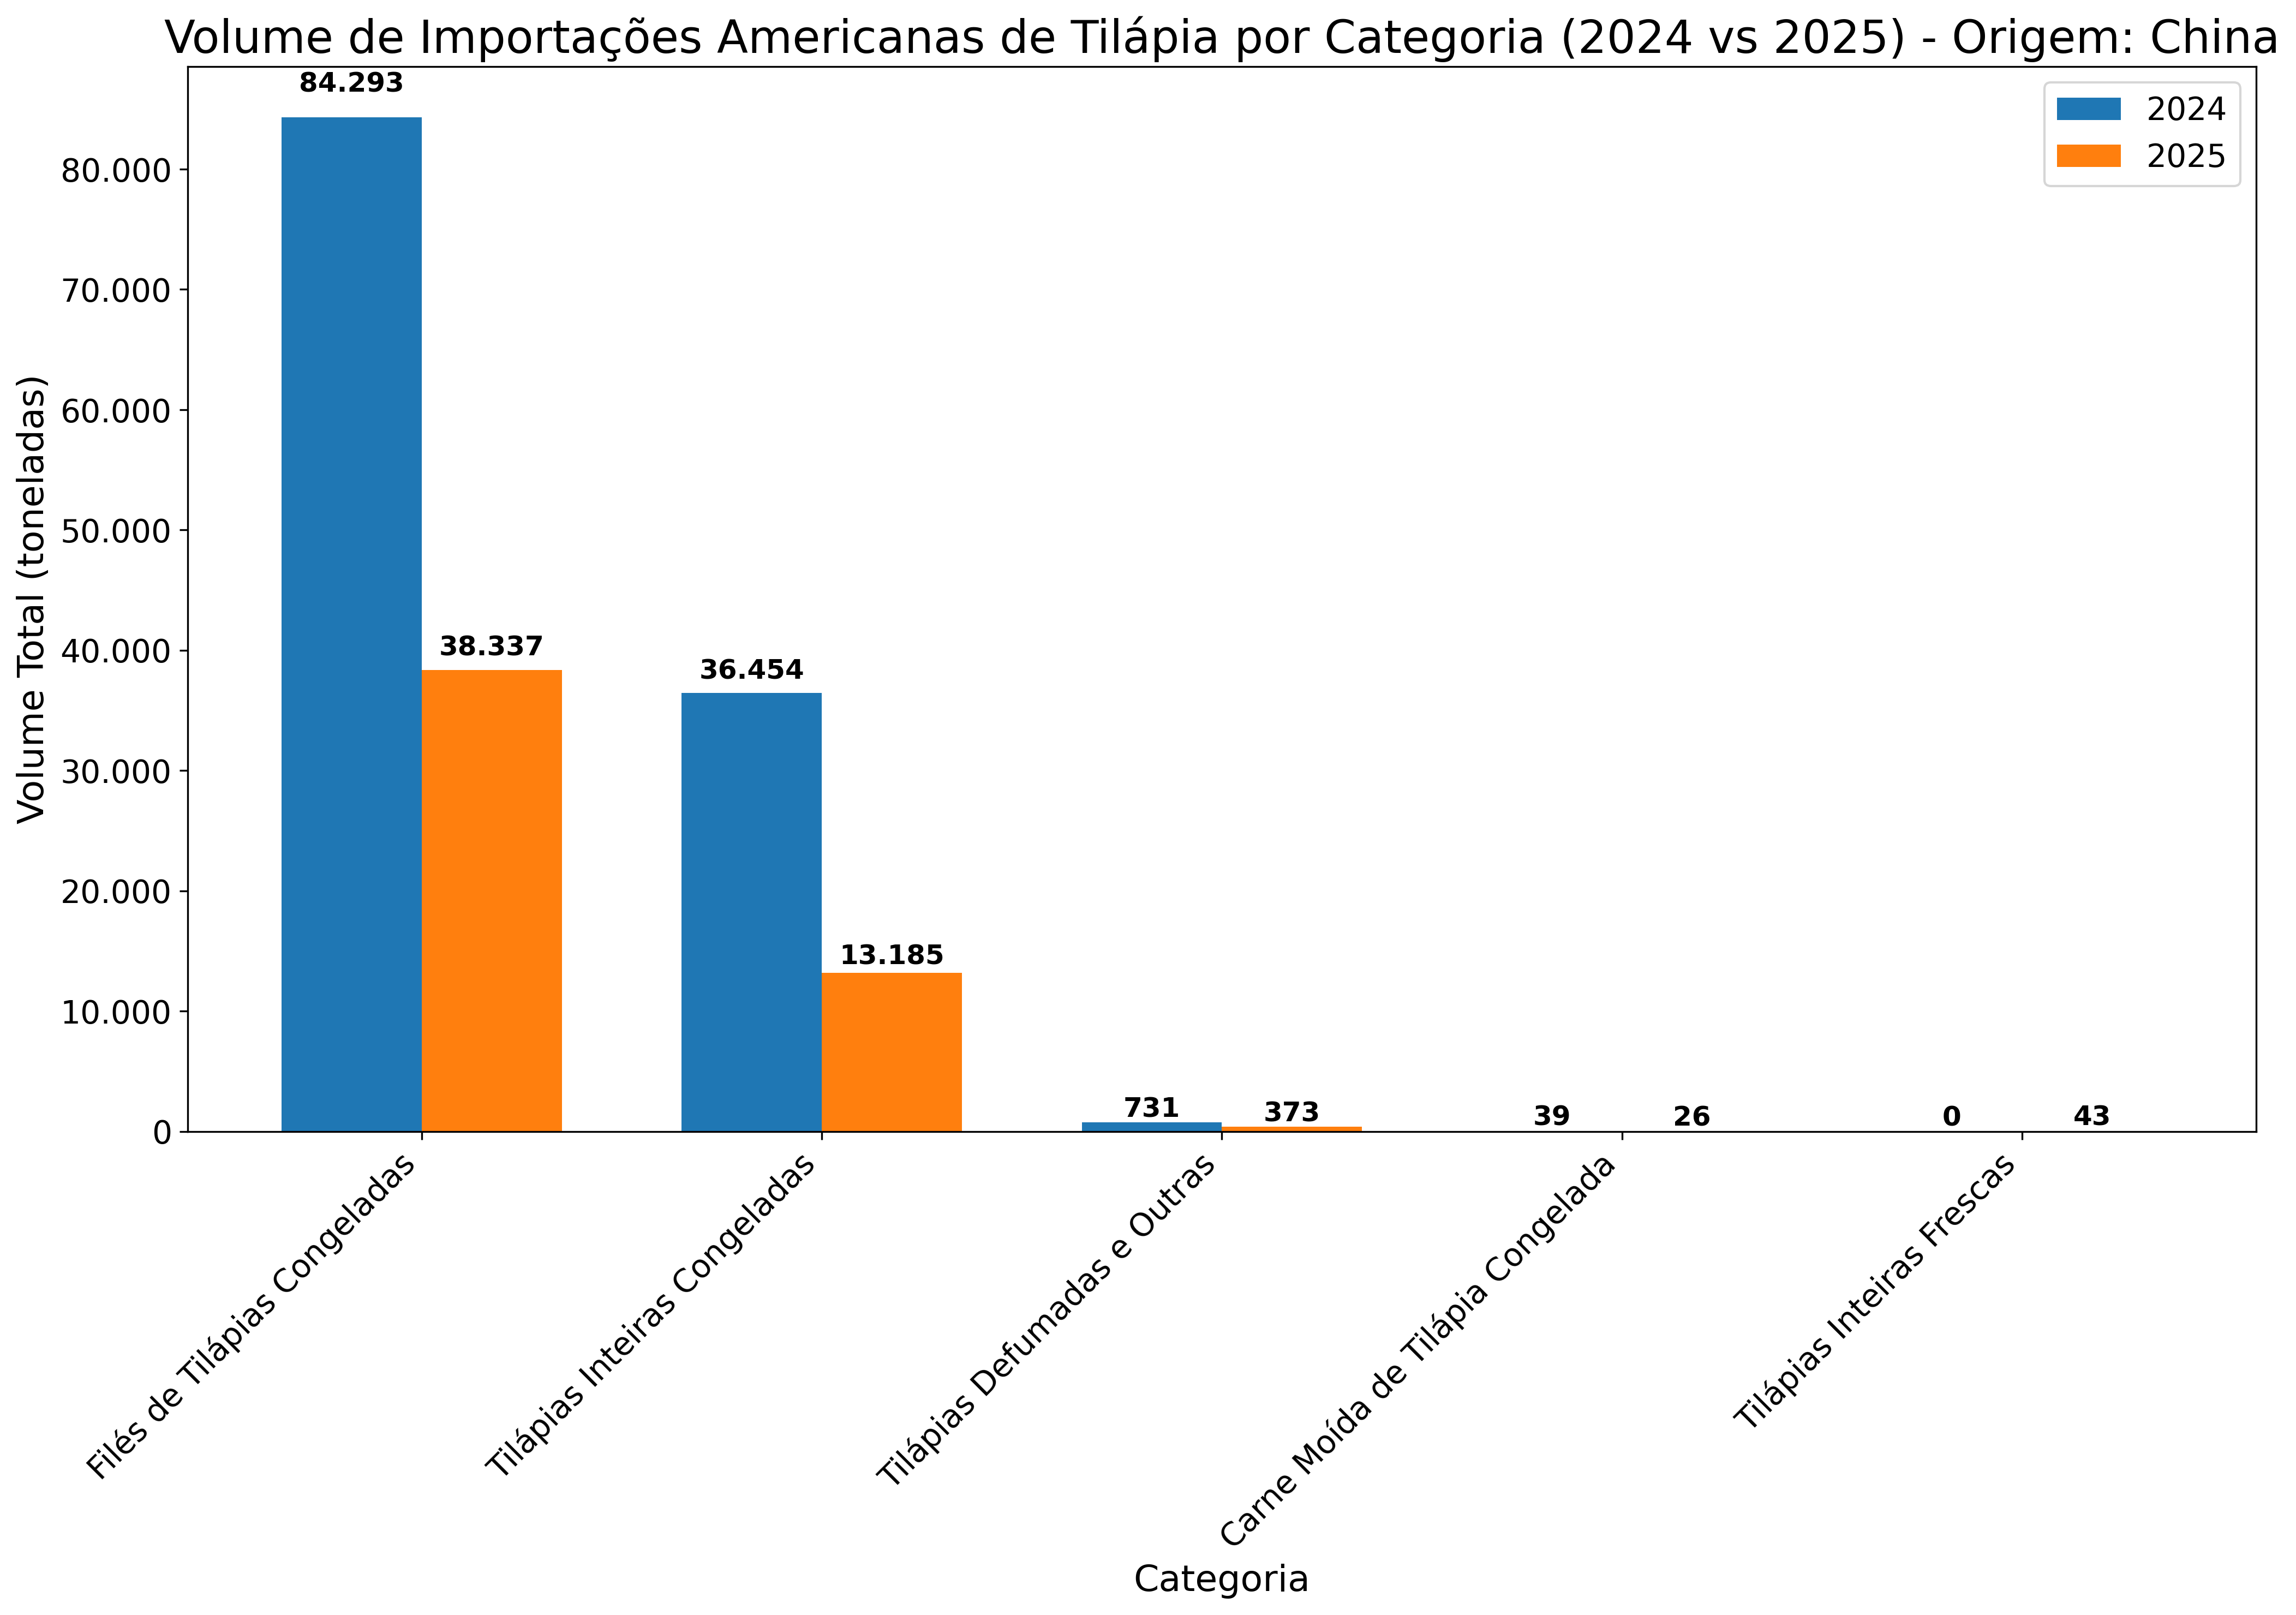 Volume de Importações Americanas de Tilápia por Categoria (2024 vs 2025) - Origem: China
2024
2025
Volume Total (toneladas)
80.000
70.000
60.000
50.000
40.000
30.000
20.000
10.000
0
84.293
38.337
36.454
13.185
731
373
39
26
0
43
Filés de Tilápias Congeladas
Tilápias Inteiras Congeladas
Tilápias Defumadas e Outras
Carne Moída de Tilápia Congelada
Tilápias Inteiras Frescas
Categoria